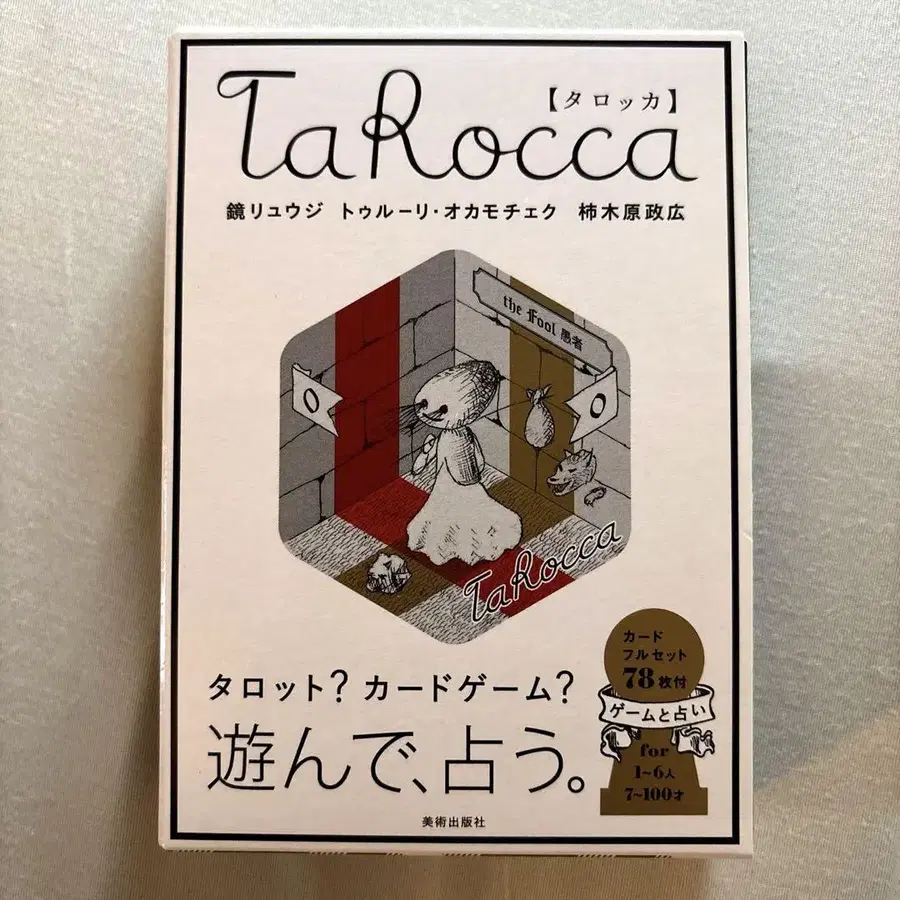 TaRocca
【タロッカ】
鏡リュウジ トゥルーリ・オカモチェク 柿木原政広
the Fool 愚者
0
0
TaRocca
タロット? カードゲーム?
遊んで、占う。
カード
フルセット
78枚付
ゲームと占い
for
1~6人
7~100才
美術出版社